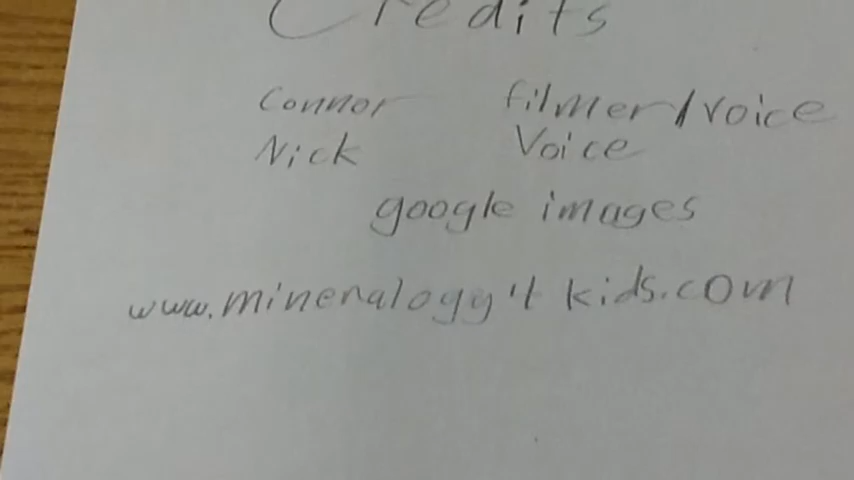 Credits
Connor filmer/voice
Nick Voice
google images
www.mineralogy4kids.com